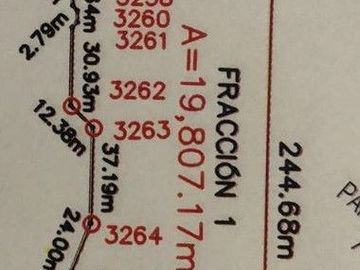 3260
3261
2.79m
30.93m
3262
12.38m
3263
37.19m
3264
24.00m
A=19,807.17m
FRACCIÓN 1
244.68m